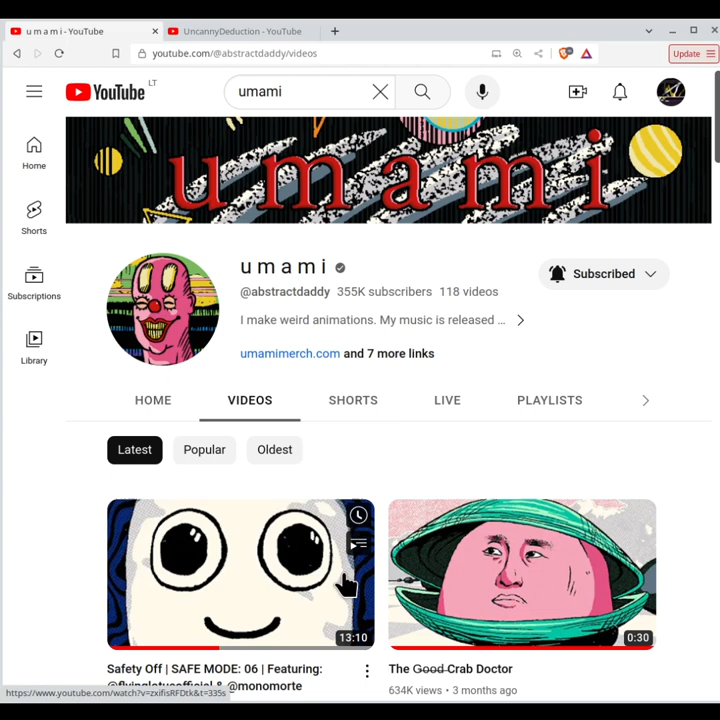 u m a m i - YouTube
UncannyDeduction - YouTube
youtube.com/@abstractdaddy/videos
Update
YouTube LT
umami
Home
u m a m i
Shorts
Subscriptions
Library
u m a m i
Subscribed
@abstractdaddy 355K subscribers 118 videos
I make weird animations. My music is released ...
umamimerch.com and 7 more links
HOME VIDEOS SHORTS LIVE PLAYLISTS
Latest Popular Oldest
13:10
0:30
Safety Off | SAFE MODE: 06 | Featuring:
@flyinglotusofficial & @monomorte
The Good Crab Doctor
634K views • 3 months ago
https://www.youtube.com/watch?v=zxifisRFDtk&t=335s